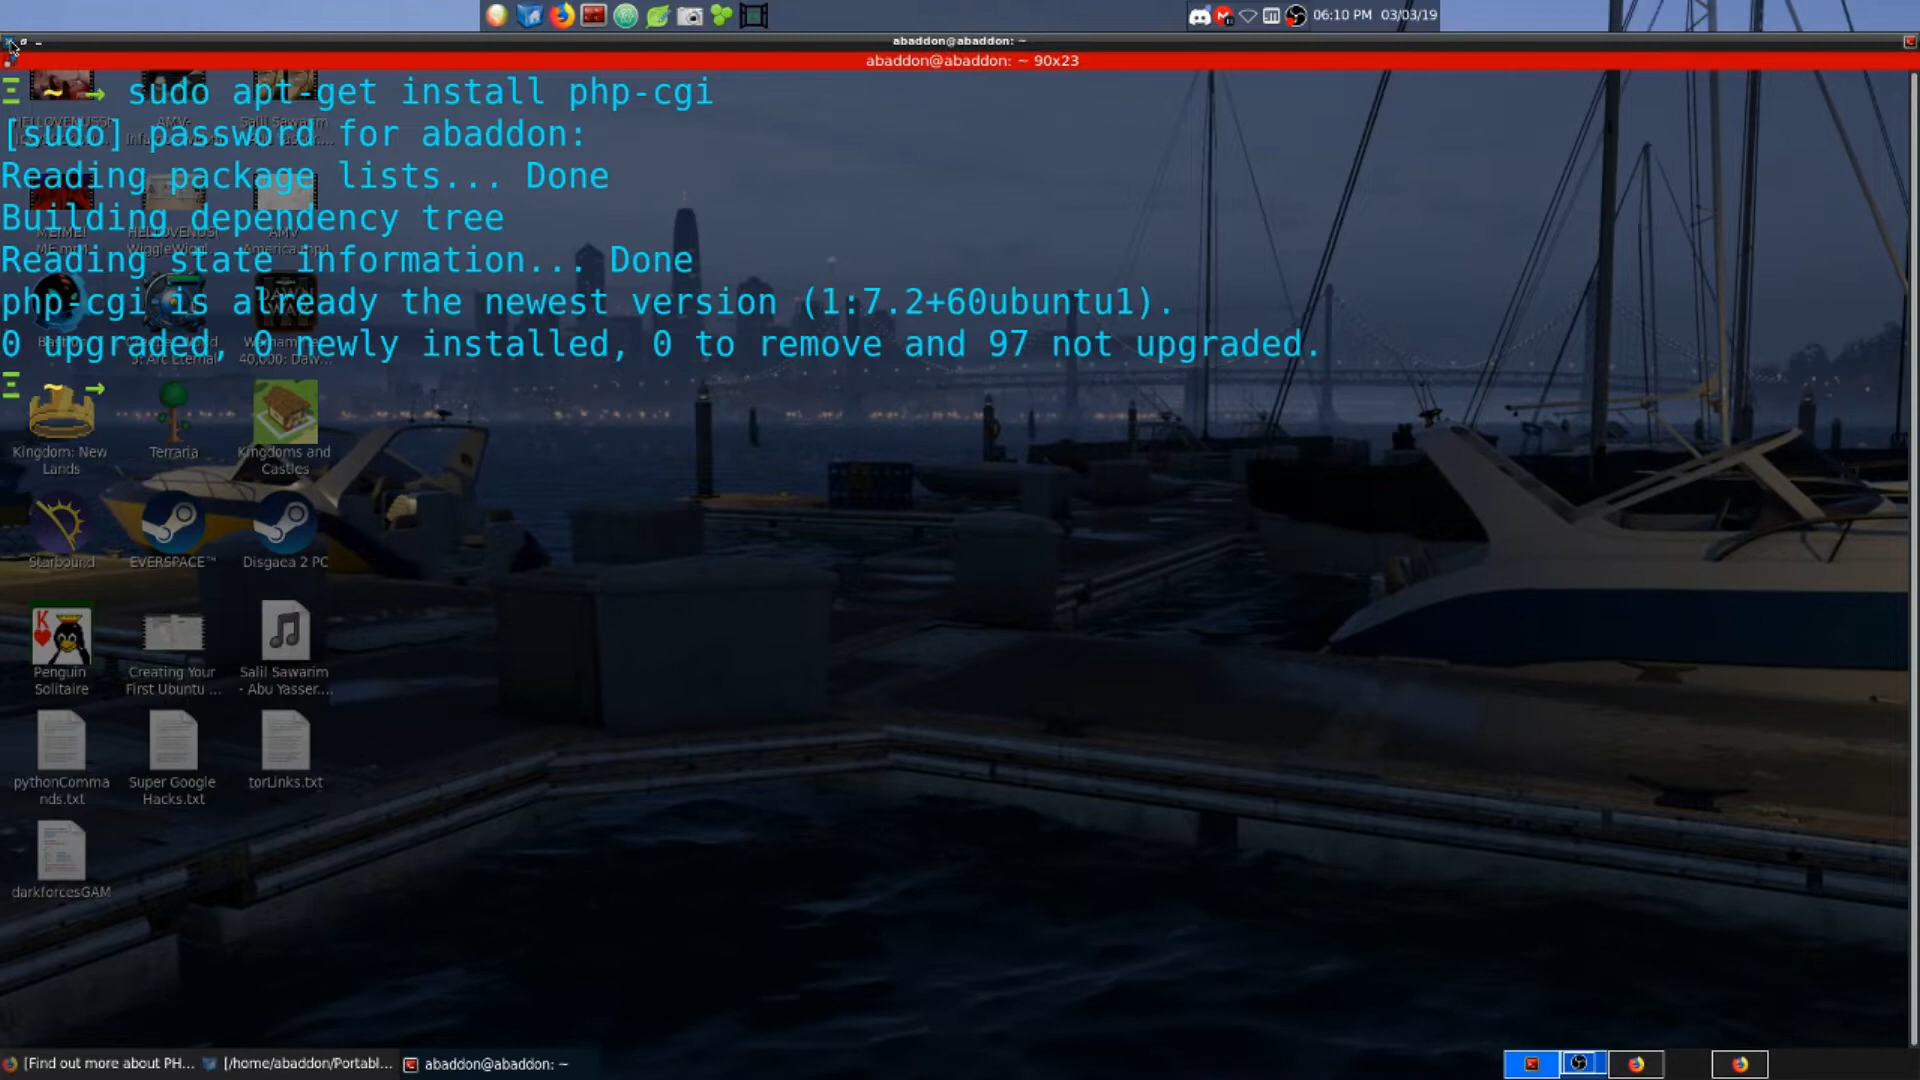 06:10 PM 03/03/19
abaddon@abaddon: ~
abaddon@abaddon: ~ 90x23
~ → sudo apt-get install php-cgi
[sudo] password for abaddon:
Reading package lists... Done
Building dependency tree
Reading state information... Done
php-cgi is already the newest version (1:7.2+60ubuntu1).
0 upgraded, 0 newly installed, 0 to remove and 97 not upgraded.
~ →
Kingdom: New
Lands
Terraria
Kingdoms and
Castles
Starbound
EVERSPACE™
Disgaea 2 PC
Penguin
Solitaire
Creating Your
First Ubuntu ...
Salil Sawarim
- Abu Yasser....
pythonComma
nds.txt
Super Google
Hacks.txt
torLinks.txt
darkforcesGAM
[Find out more about PH...
[/home/abaddon/Portabl...
abaddon@abaddon: ~